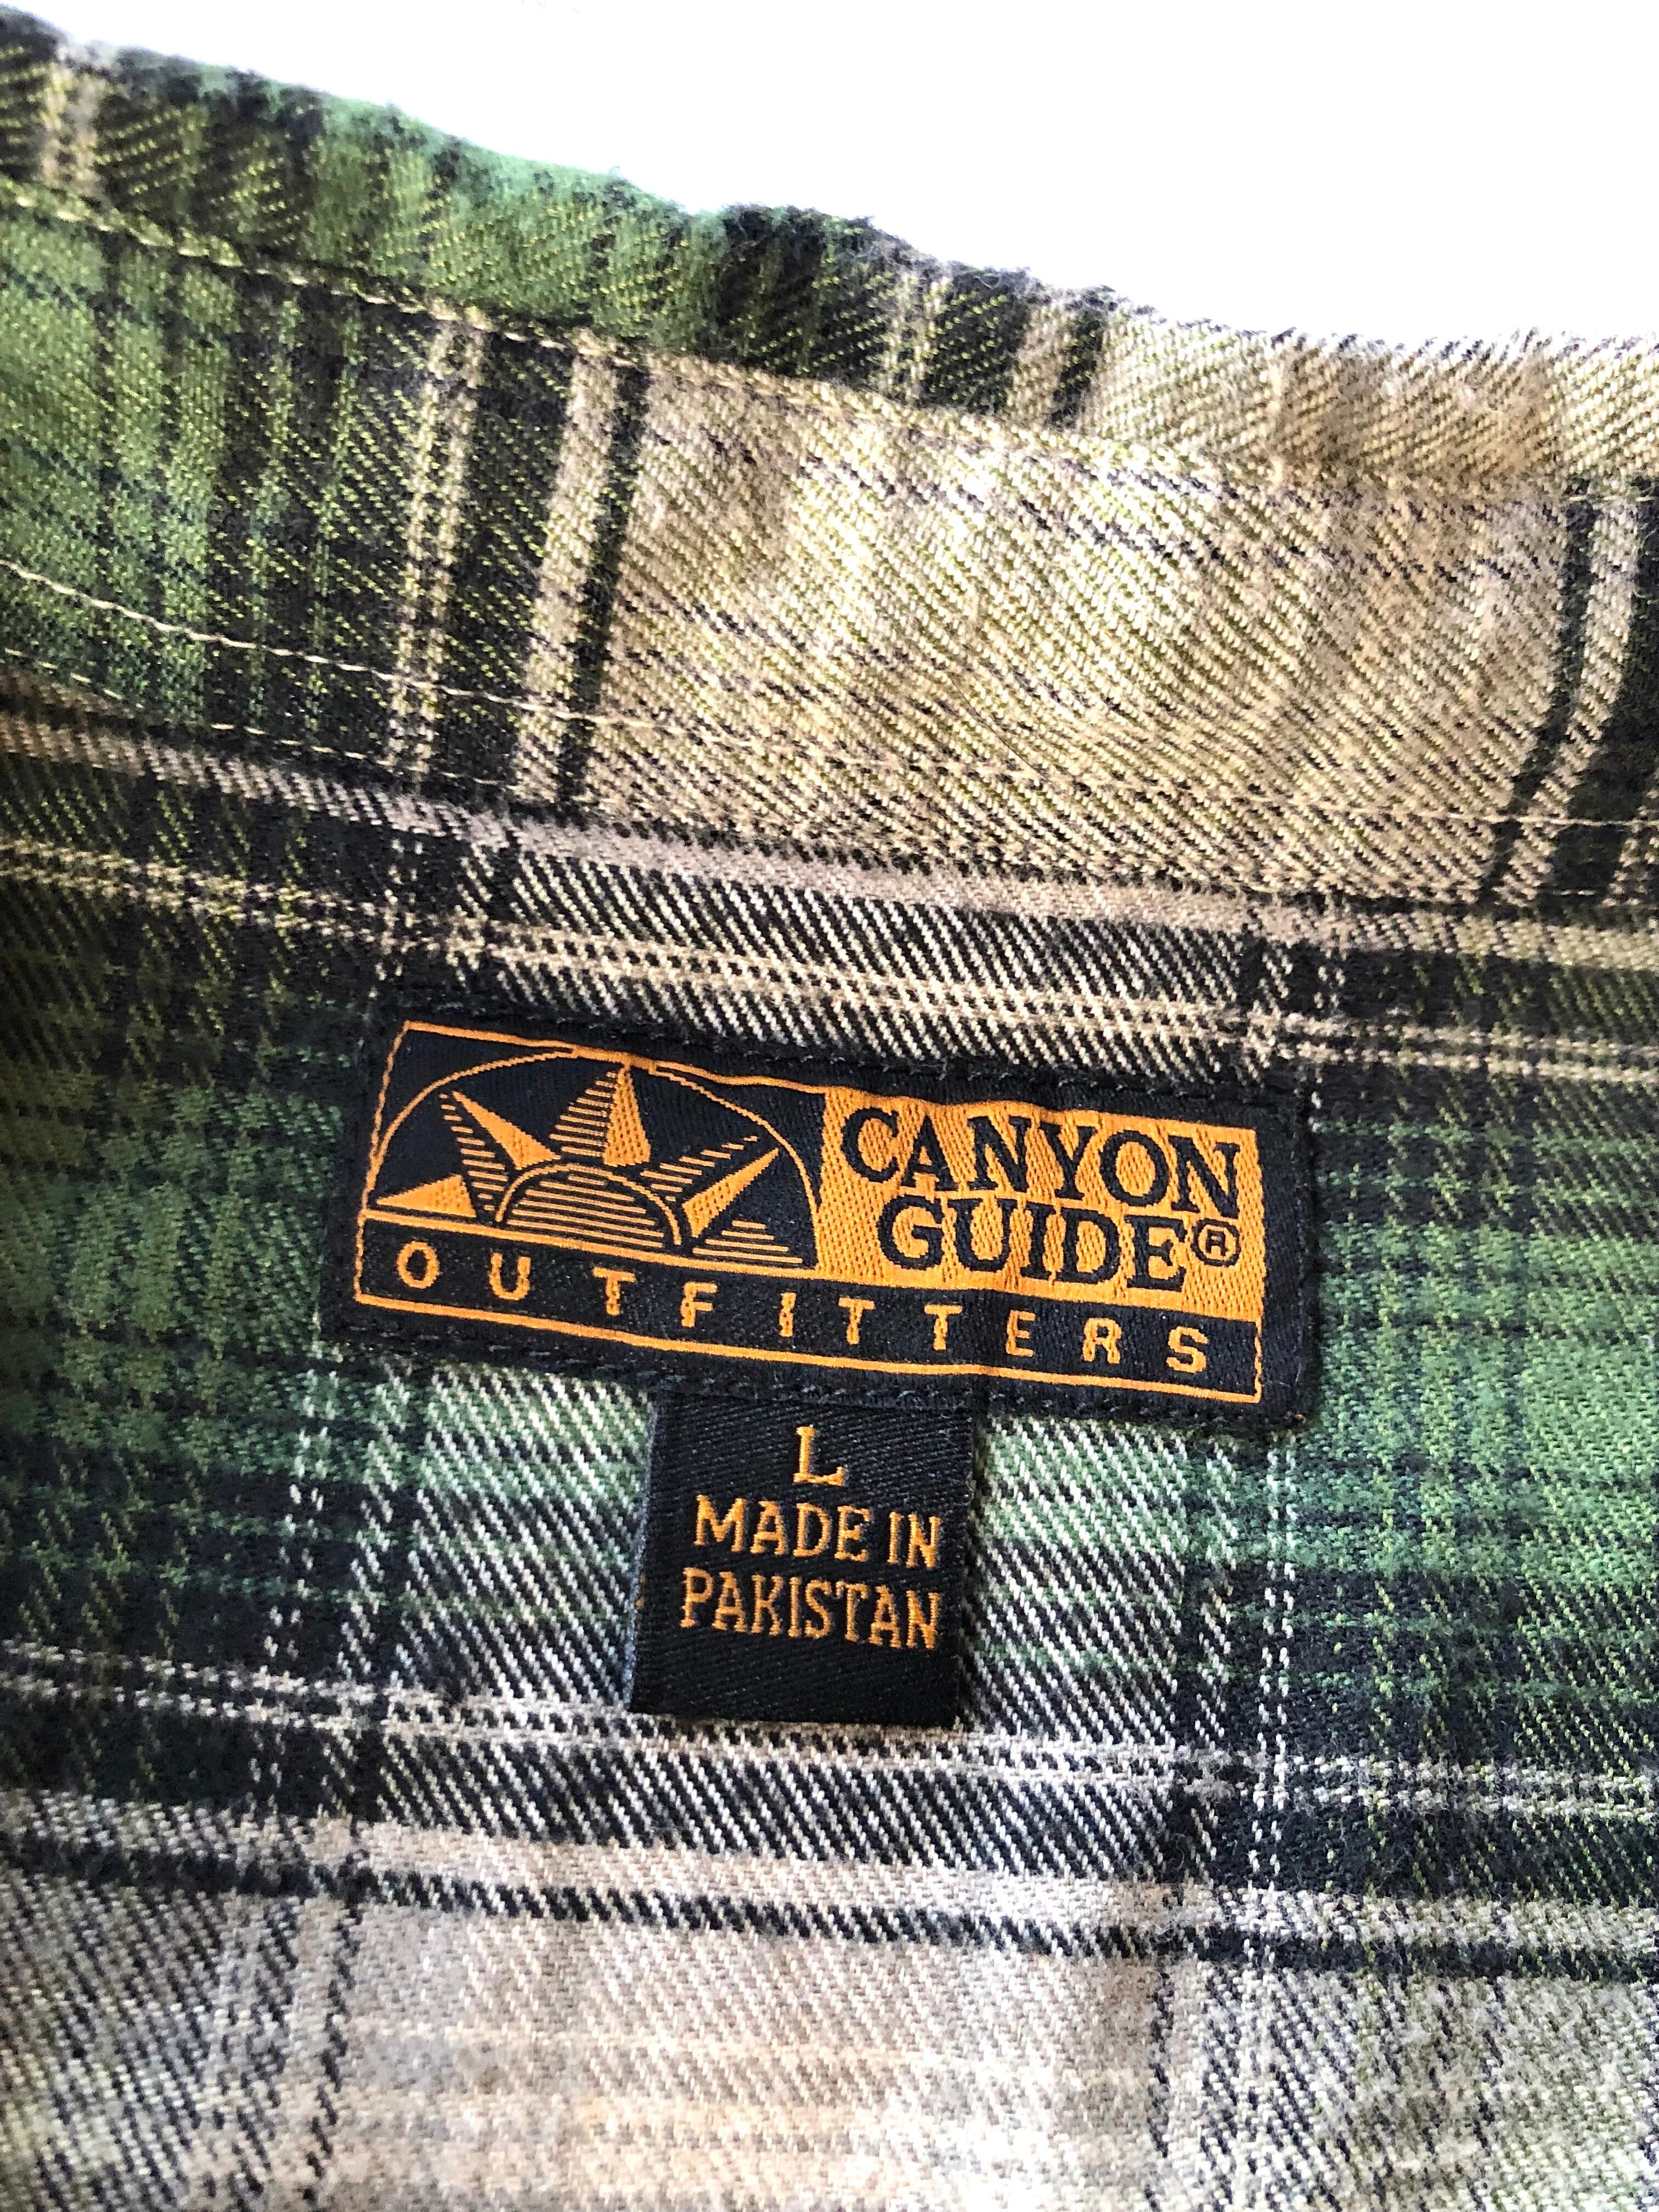 CANYON
GUIDE®
OUTFITTERS
L
MADE IN
PAKISTAN